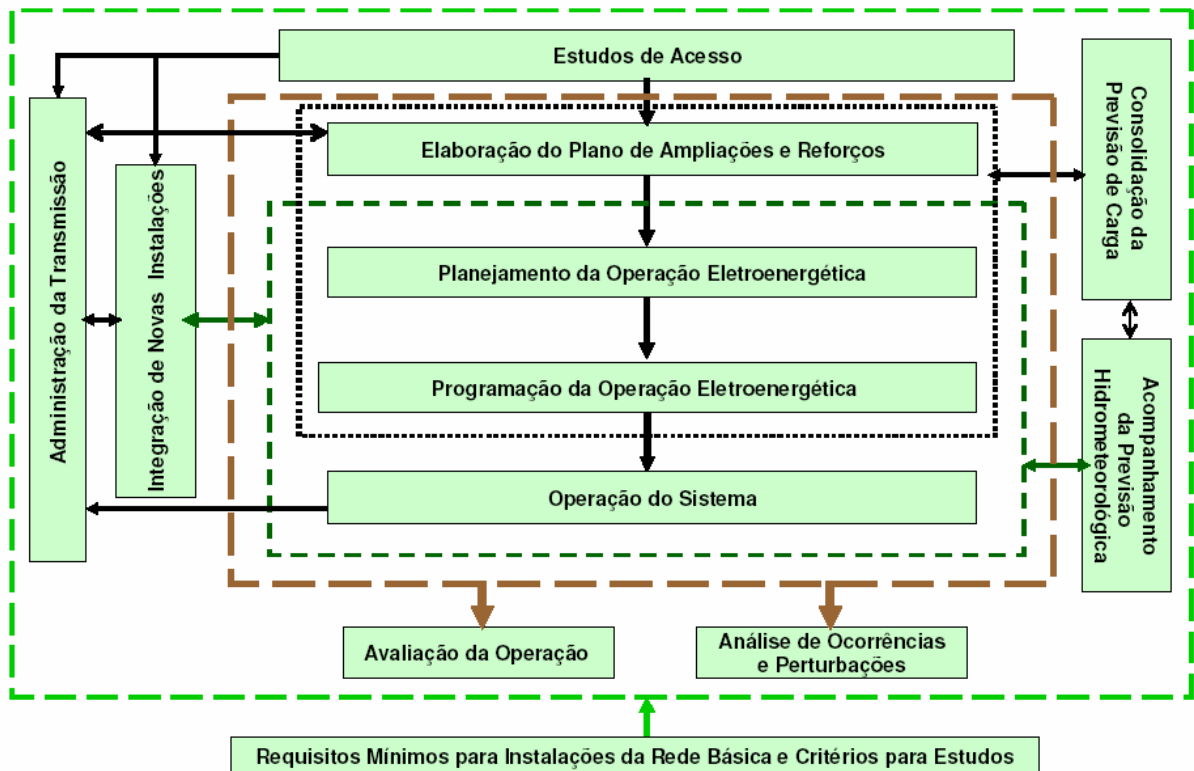 Estudos de Acesso
Consolidação da
Previsão de Carga
Elaboração do Plano de Ampliações e Reforços
Administração da Transmissão
Integração de Novas Instalações
Planejamento da Operação Eletroenergética
Programação da Operação Eletroenergética
Acompanhamento
da Previsão
Hidrometeorológica
Operação do Sistema
Avaliação da Operação
Análise de Ocorrências
e Perturbações
Requisitos Mínimos para Instalações da Rede Básica e Critérios para Estudos